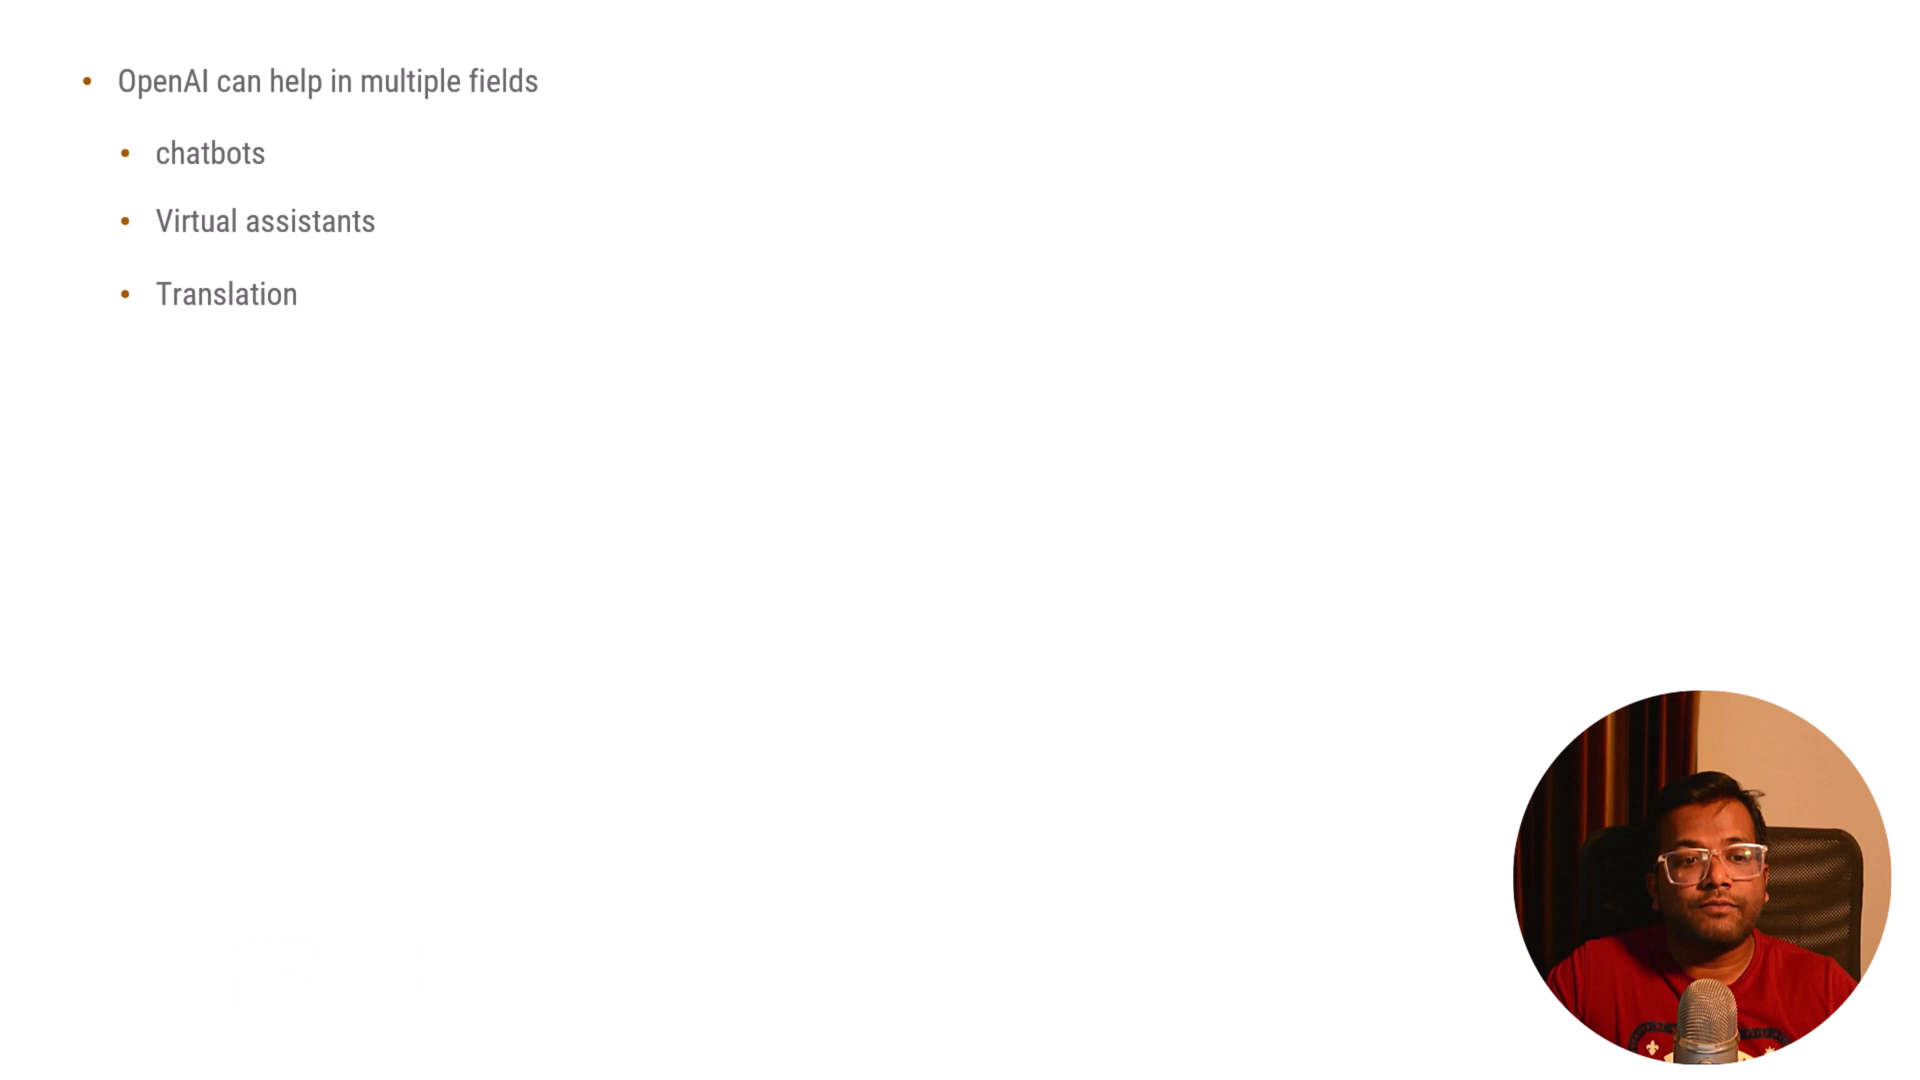 OpenAI can help in multiple fields
chatbots
Virtual assistants
Translation